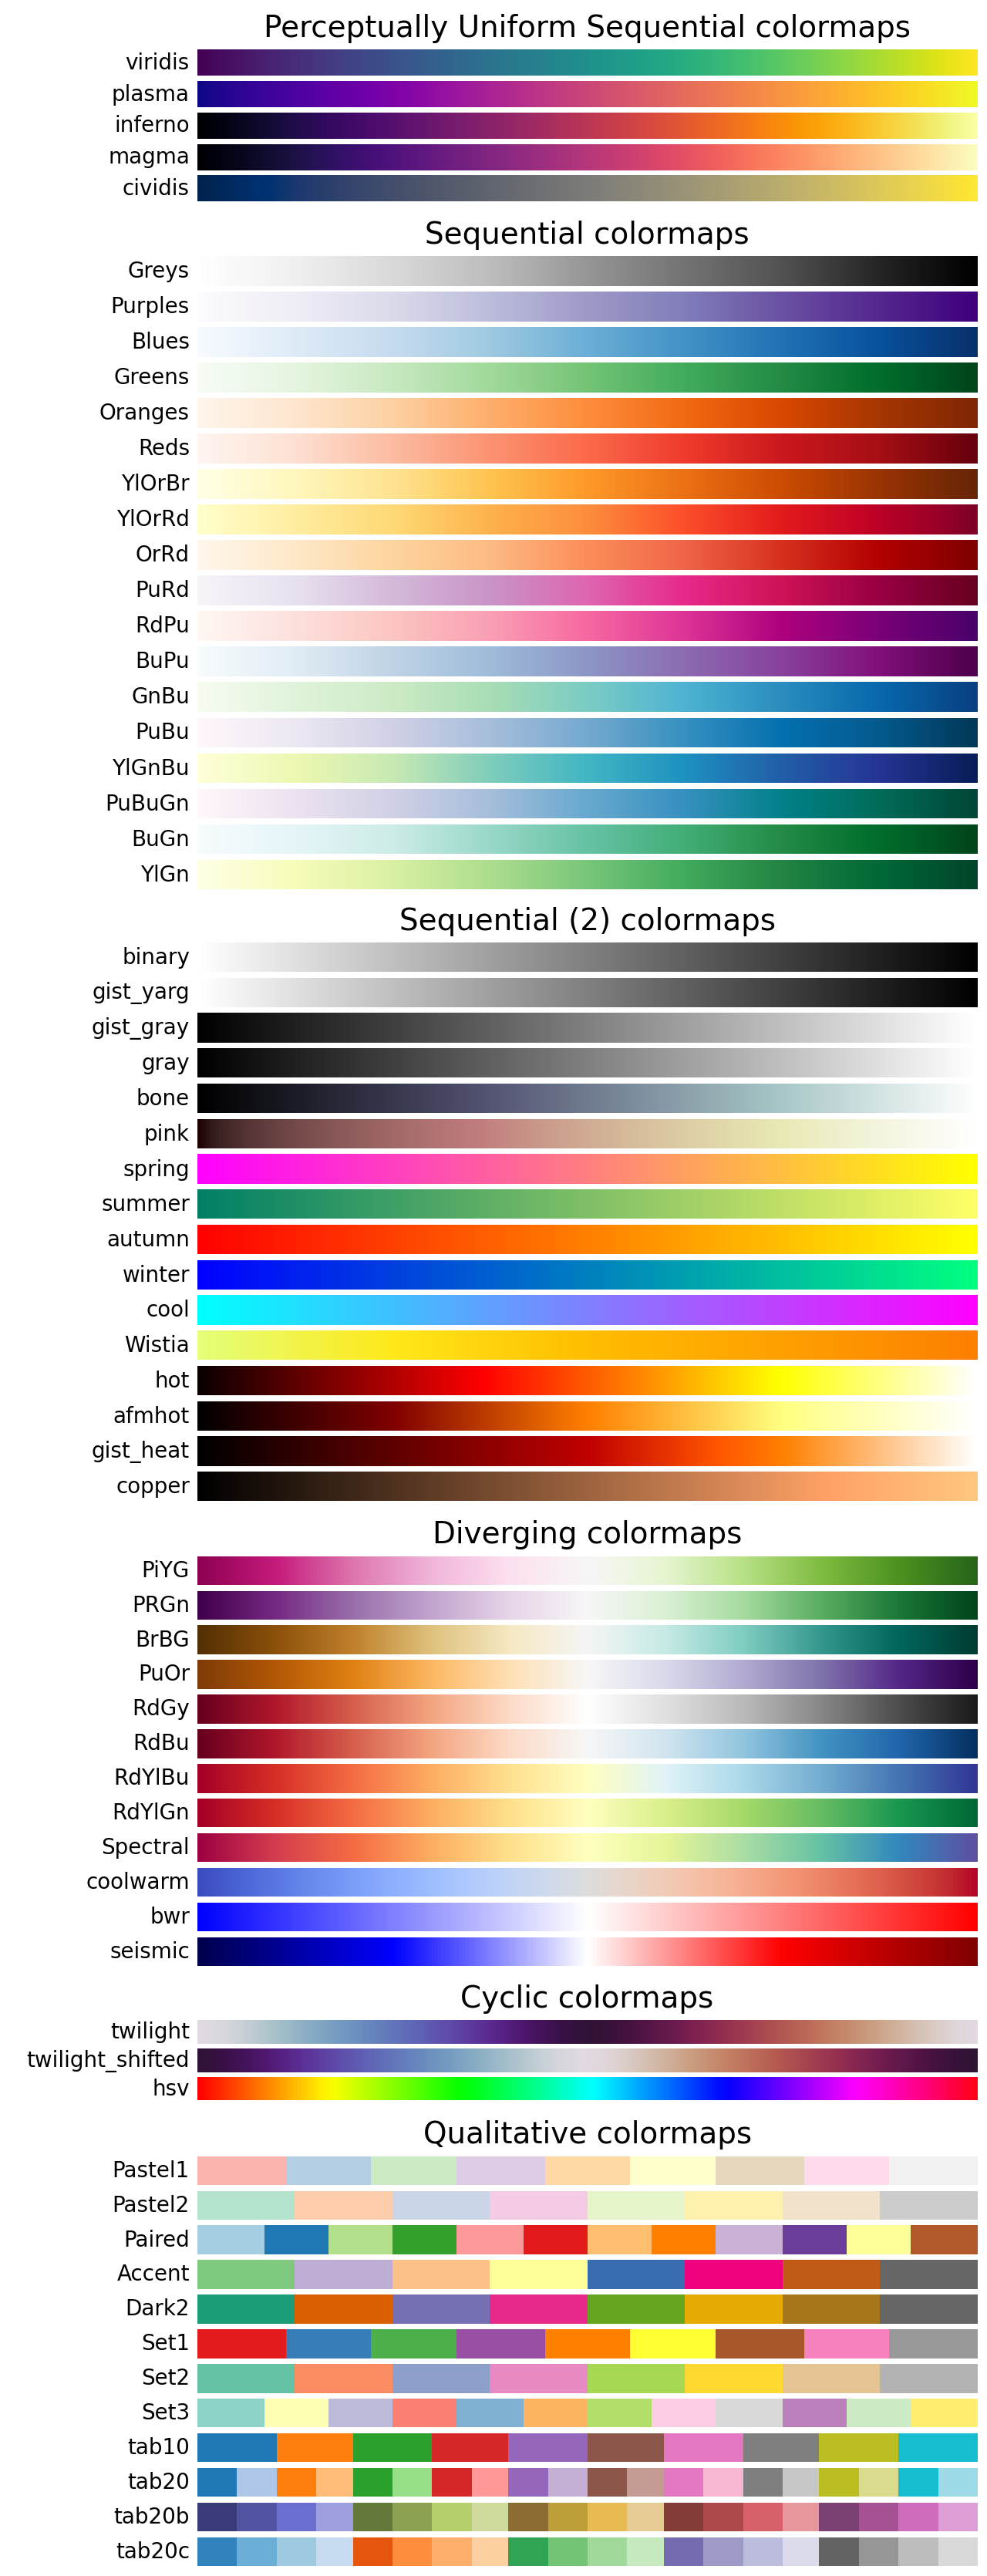 Perceptually Uniform Sequential colormaps
viridis
plasma
inferno
magma
cividis
Sequential colormaps
Greys
Purples
Blues
Greens
Oranges
Reds
YlOrBr
YlOrRd
OrRd
PuRd
RdPu
BuPu
GnBu
PuBu
YlGnBu
PuBuGn
BuGn
YlGn
Sequential (2) colormaps
binary
gist_yarg
gist_gray
gray
bone
pink
spring
summer
autumn
winter
cool
Wistia
hot
afmhot
gist_heat
copper
Diverging colormaps
PiYG
PRGn
BrBG
PuOr
RdGy
RdBu
RdYlBu
RdYlGn
Spectral
coolwarm
bwr
seismic
Cyclic colormaps
twilight
twilight_shifted
hsv
Qualitative colormaps
Pastel1
Pastel2
Paired
Accent
Dark2
Set1
Set2
Set3
tab10
tab20
tab20b
tab20c